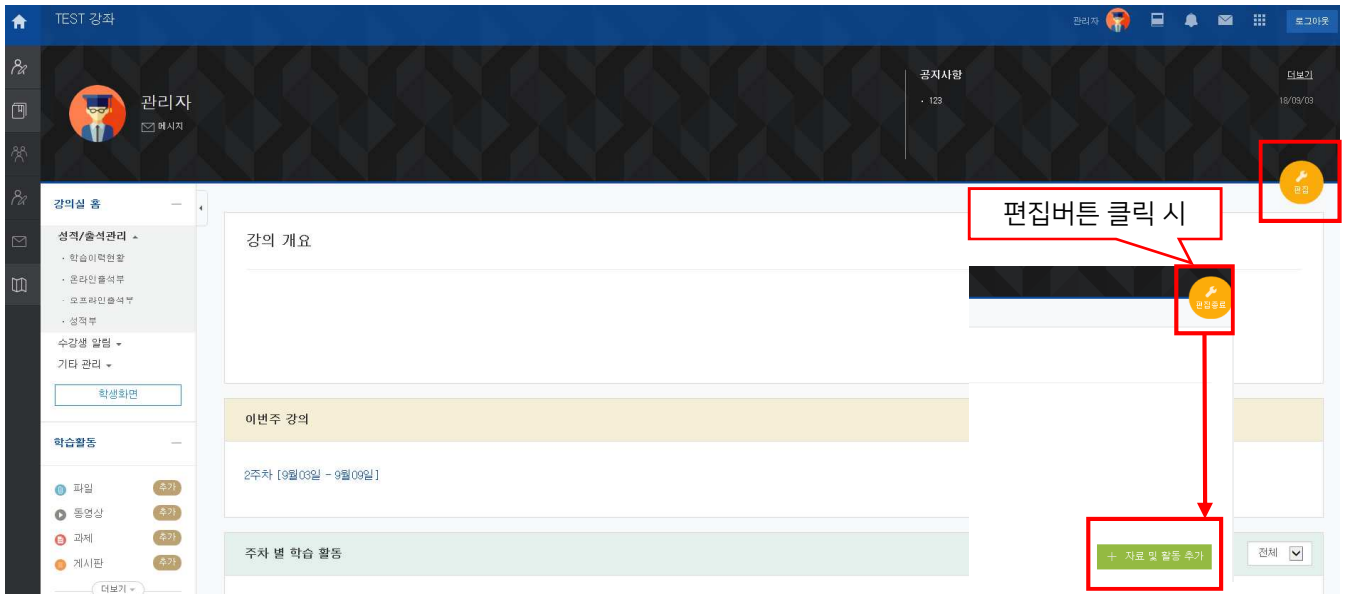 TEST 강좌
관리자
로그아웃
관리자
메시지
공지사항
더보기
· 123
18/09/03
편집
편집버튼 클릭 시
편집종료
강의실 홈
성적/출석관리
· 학습이력현황
· 온라인출석부
· 오프라인출석부
· 성적부
수강생 알림
기타 관리
학생화면
학습활동
파일 추가
동영상 추가
과제 추가
게시판 추가
더보기
강의 개요
이번주 강의
2주차 [9월03일 - 9월09일]
주차 별 학습 활동
+ 자료 및 활동 추가
전체